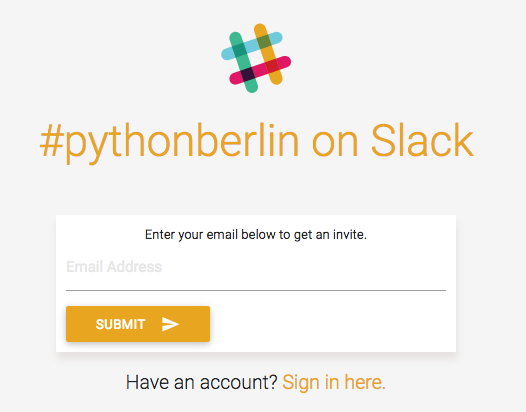 #pythonberlin on Slack
Enter your email below to get an invite.
Email Address
SUBMIT
Have an account? Sign in here.